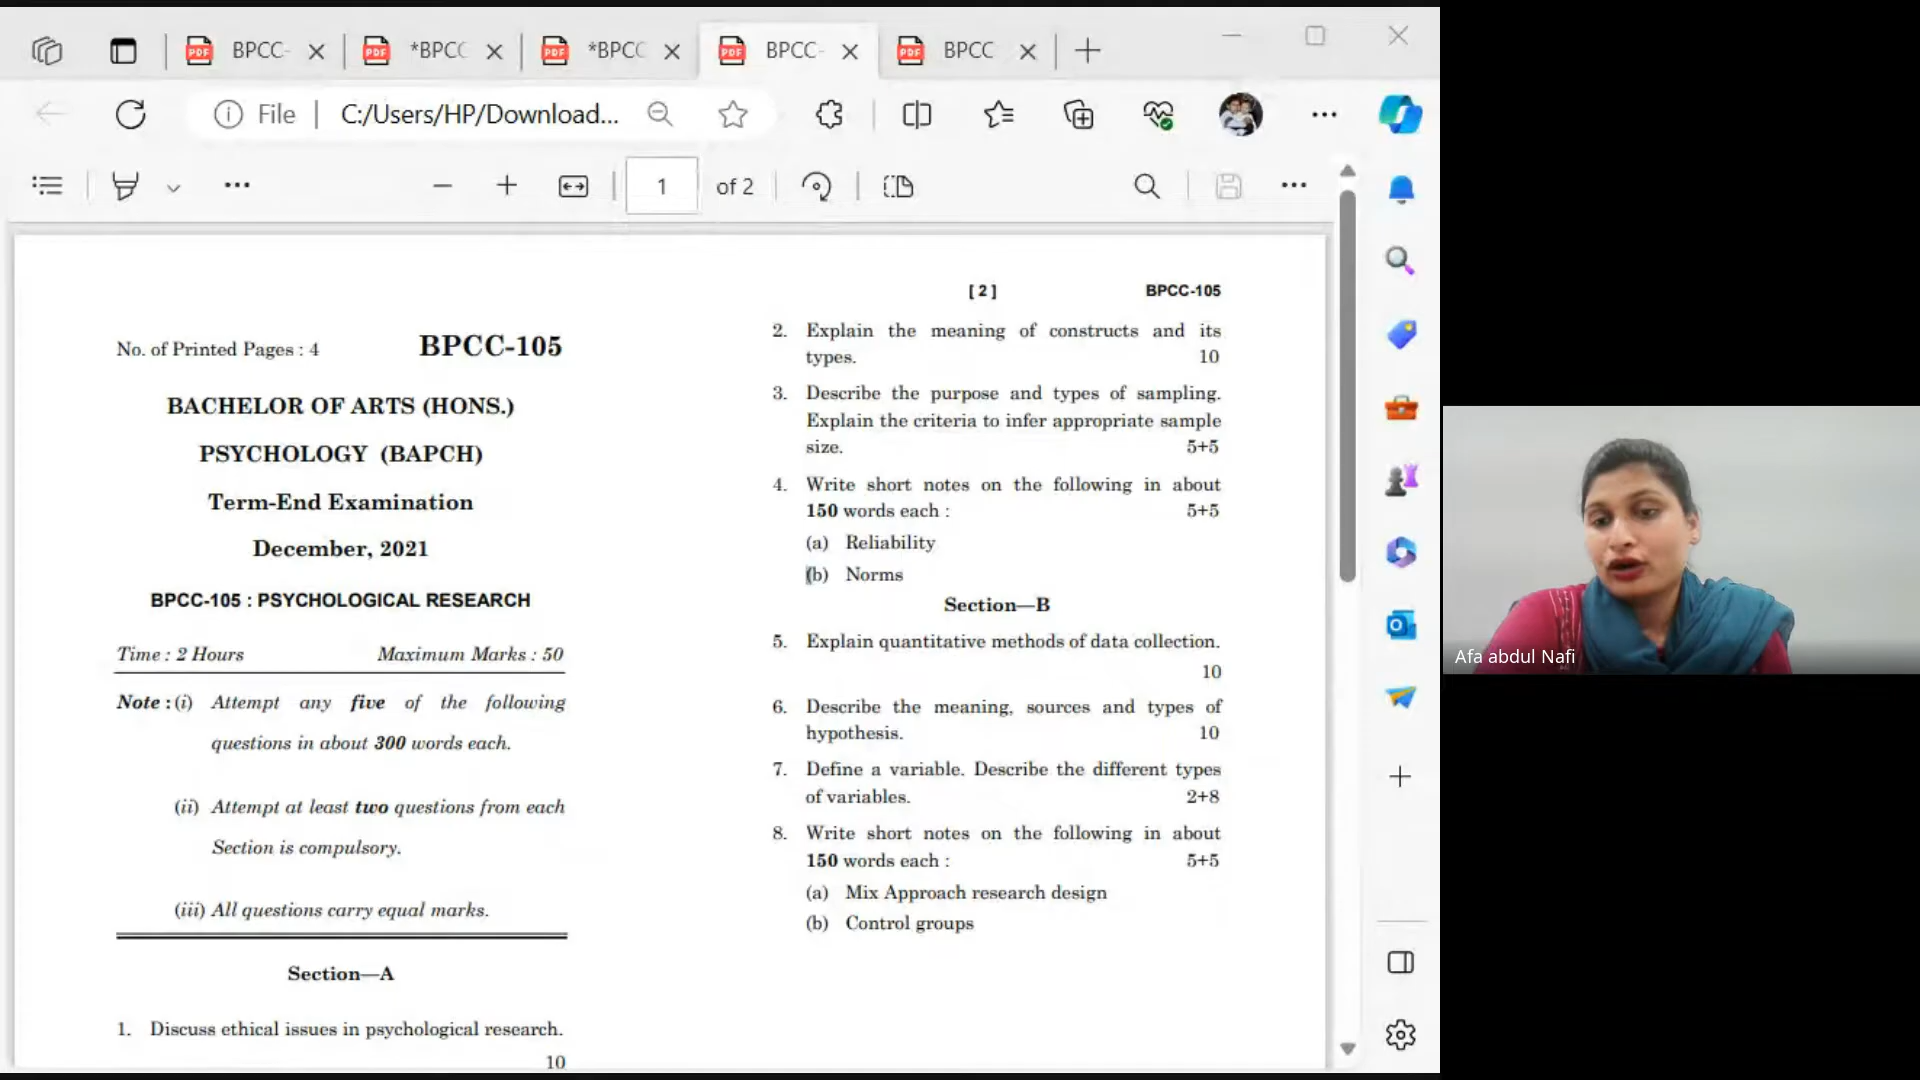 BPCC-
*BPCC
*BPCC
BPCC-
BPCC
File
C:/Users/HP/Download...
1 of 2
No. of Printed Pages : 4 BPCC-105
BACHELOR OF ARTS (HONS.)
PSYCHOLOGY (BAPCH)
Term-End Examination
December, 2021
BPCC-105 : PSYCHOLOGICAL RESEARCH
Time : 2 Hours Maximum Marks : 50
Note : (i) Attempt any five of the following
questions in about 300 words each.
(ii) Attempt at least two questions from each
Section is compulsory.
(iii) All questions carry equal marks.
Section—A
1. Discuss ethical issues in psychological research.
10
[ 2 ] BPCC-105
2. Explain the meaning of constructs and its
types. 10
3. Describe the purpose and types of sampling.
Explain the criteria to infer appropriate sample
size. 5+5
4. Write short notes on the following in about
150 words each : 5+5
(a) Reliability
(b) Norms
Section—B
5. Explain quantitative methods of data collection.
10
6. Describe the meaning, sources and types of
hypothesis. 10
7. Define a variable. Describe the different types
of variables. 2+8
8. Write short notes on the following in about
150 words each : 5+5
(a) Mix Approach research design
(b) Control groups
Afa abdul Nafi